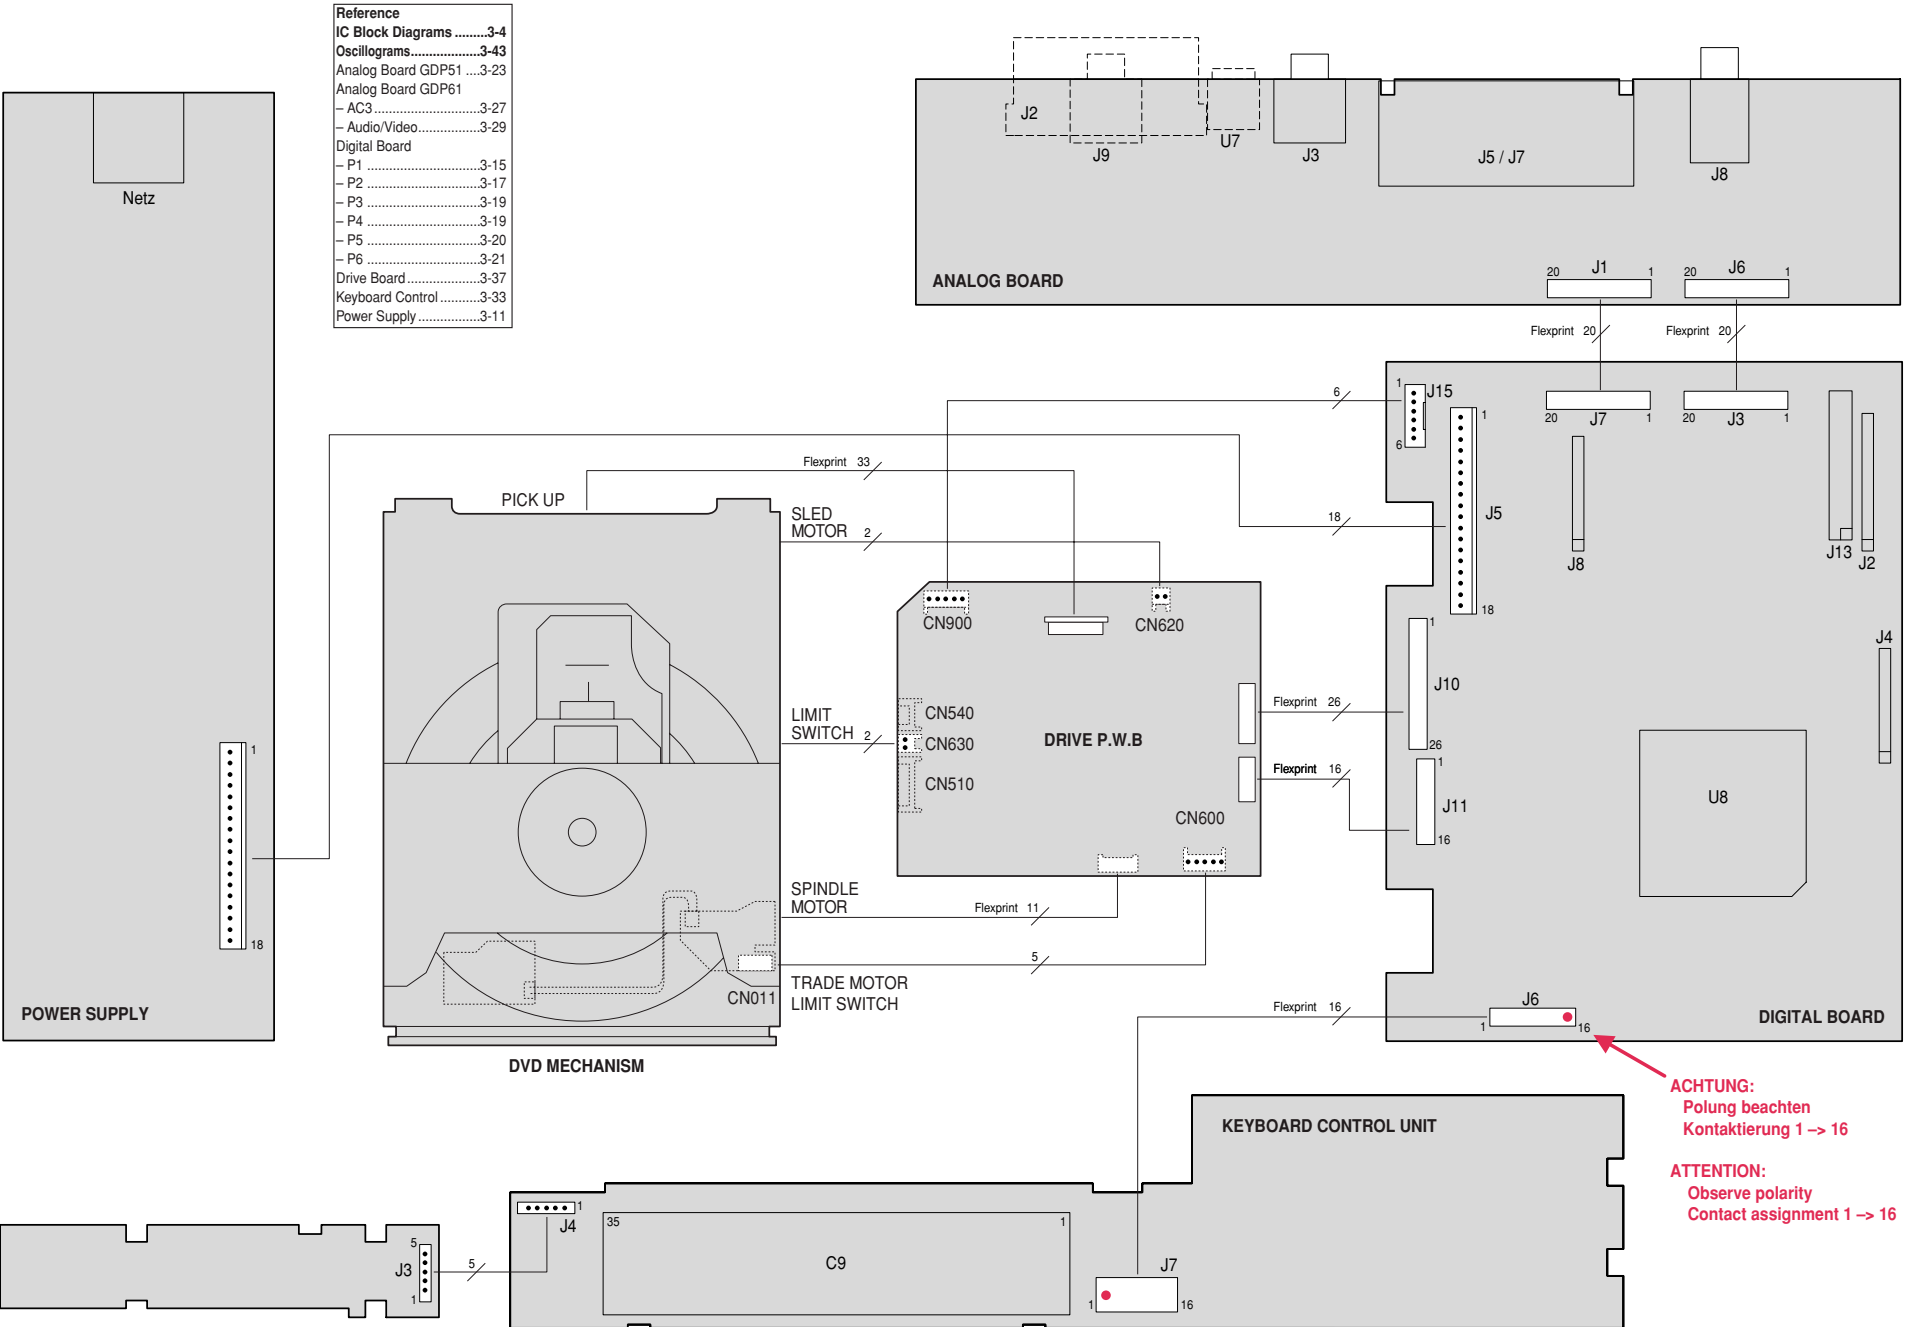 Reference
IC Block Diagrams .........3-4
Oscillograms...................3-43
Analog Board GDP51 ....3-23
Analog Board GDP61
– AC3..............................3-27
– Audio/Video.................3-29
Digital Board
– P1 ...............................3-15
– P2 ...............................3-17
– P3 ...............................3-19
– P4 ...............................3-19
– P5 ...............................3-20
– P6 ...............................3-21
Drive Board....................3-37
Keyboard Control...........3-33
Power Supply.................3-11
Netz
1
18
POWER SUPPLY
J2
J9
U7
J3
J5 / J7
J8
ANALOG BOARD
20 J1 1
20 J6 1
Flexprint 20
Flexprint 20
1 J15
6
6
20 J7 1
20 J3 1
1
J5
18
18
J8
J13
J2
J4
1
J10
26
1
J11
16
U8
J6
1
16
DIGITAL BOARD
PICK UP
Flexprint 33
SLED
MOTOR 2
LIMIT
SWITCH 2
SPINDLE
MOTOR
Flexprint 11
5
TRADE MOTOR
LIMIT SWITCH
CN011
DVD MECHANISM
CN900
CN620
CN540
CN630
CN510
DRIVE P.W.B
CN600
Flexprint 26
Flexprint 16
Flexprint 16
ACHTUNG:
Polung beachten
Kontaktierung 1 –> 16
ATTENTION:
Observe polarity
Contact assignment 1 –> 16
KEYBOARD CONTROL UNIT
1
J4
35
1
C9
J7
1
16
5
J3
1
5